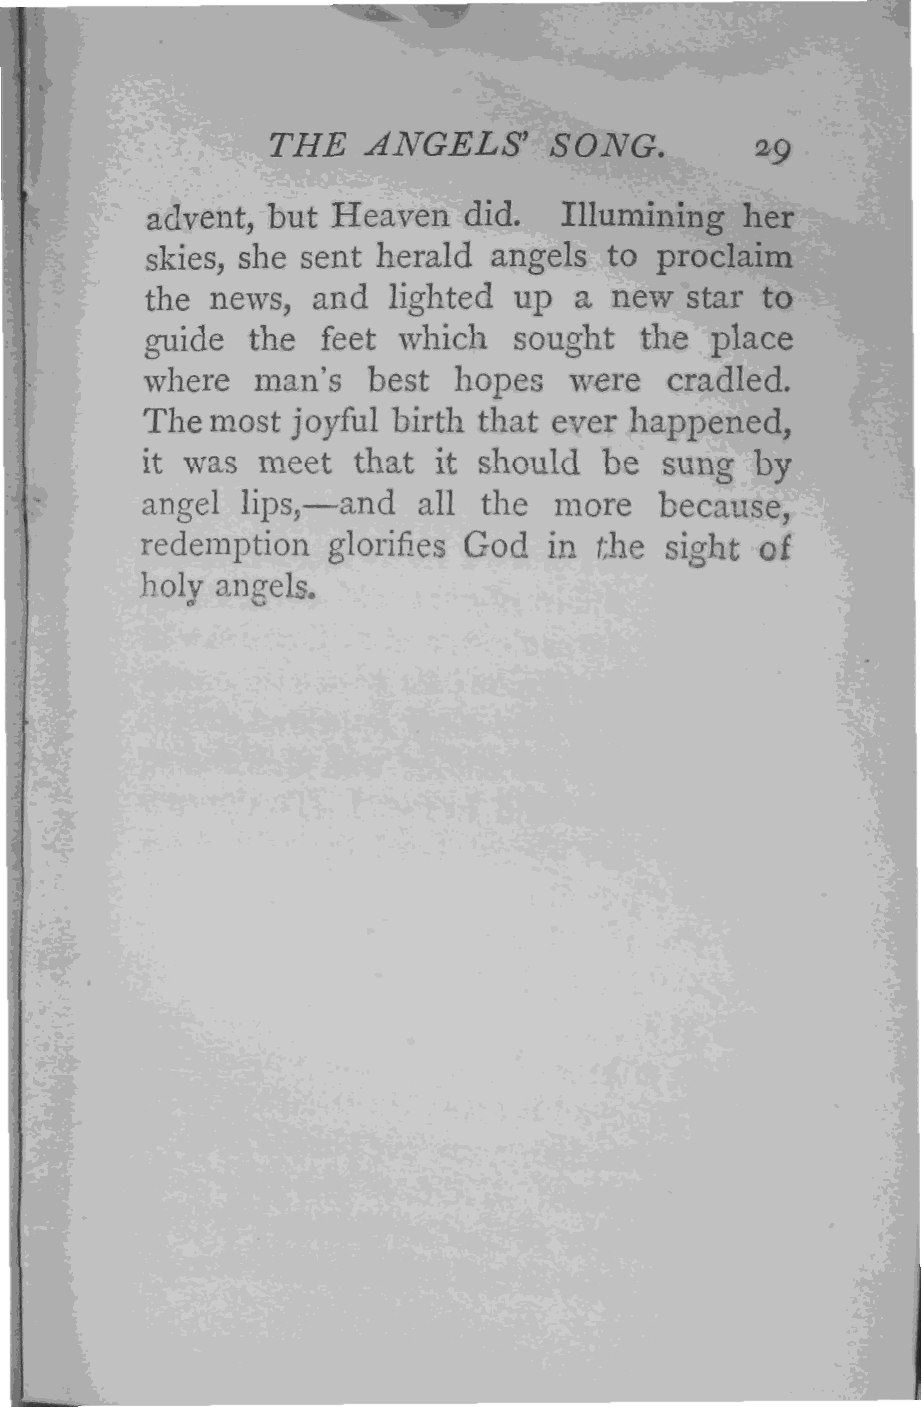 THE ANGELS' SONG. 29
advent, but Heaven did. Illumining her
skies, she sent herald angels to proclaim
the news, and lighted up a new star to
guide the feet which sought the place
where man's best hopes were cradled.
The most joyful birth that ever happened,
it was meet that it should be sung by
angel lips,—and all the more because,
redemption glorifies God in the sight of
holy angels.